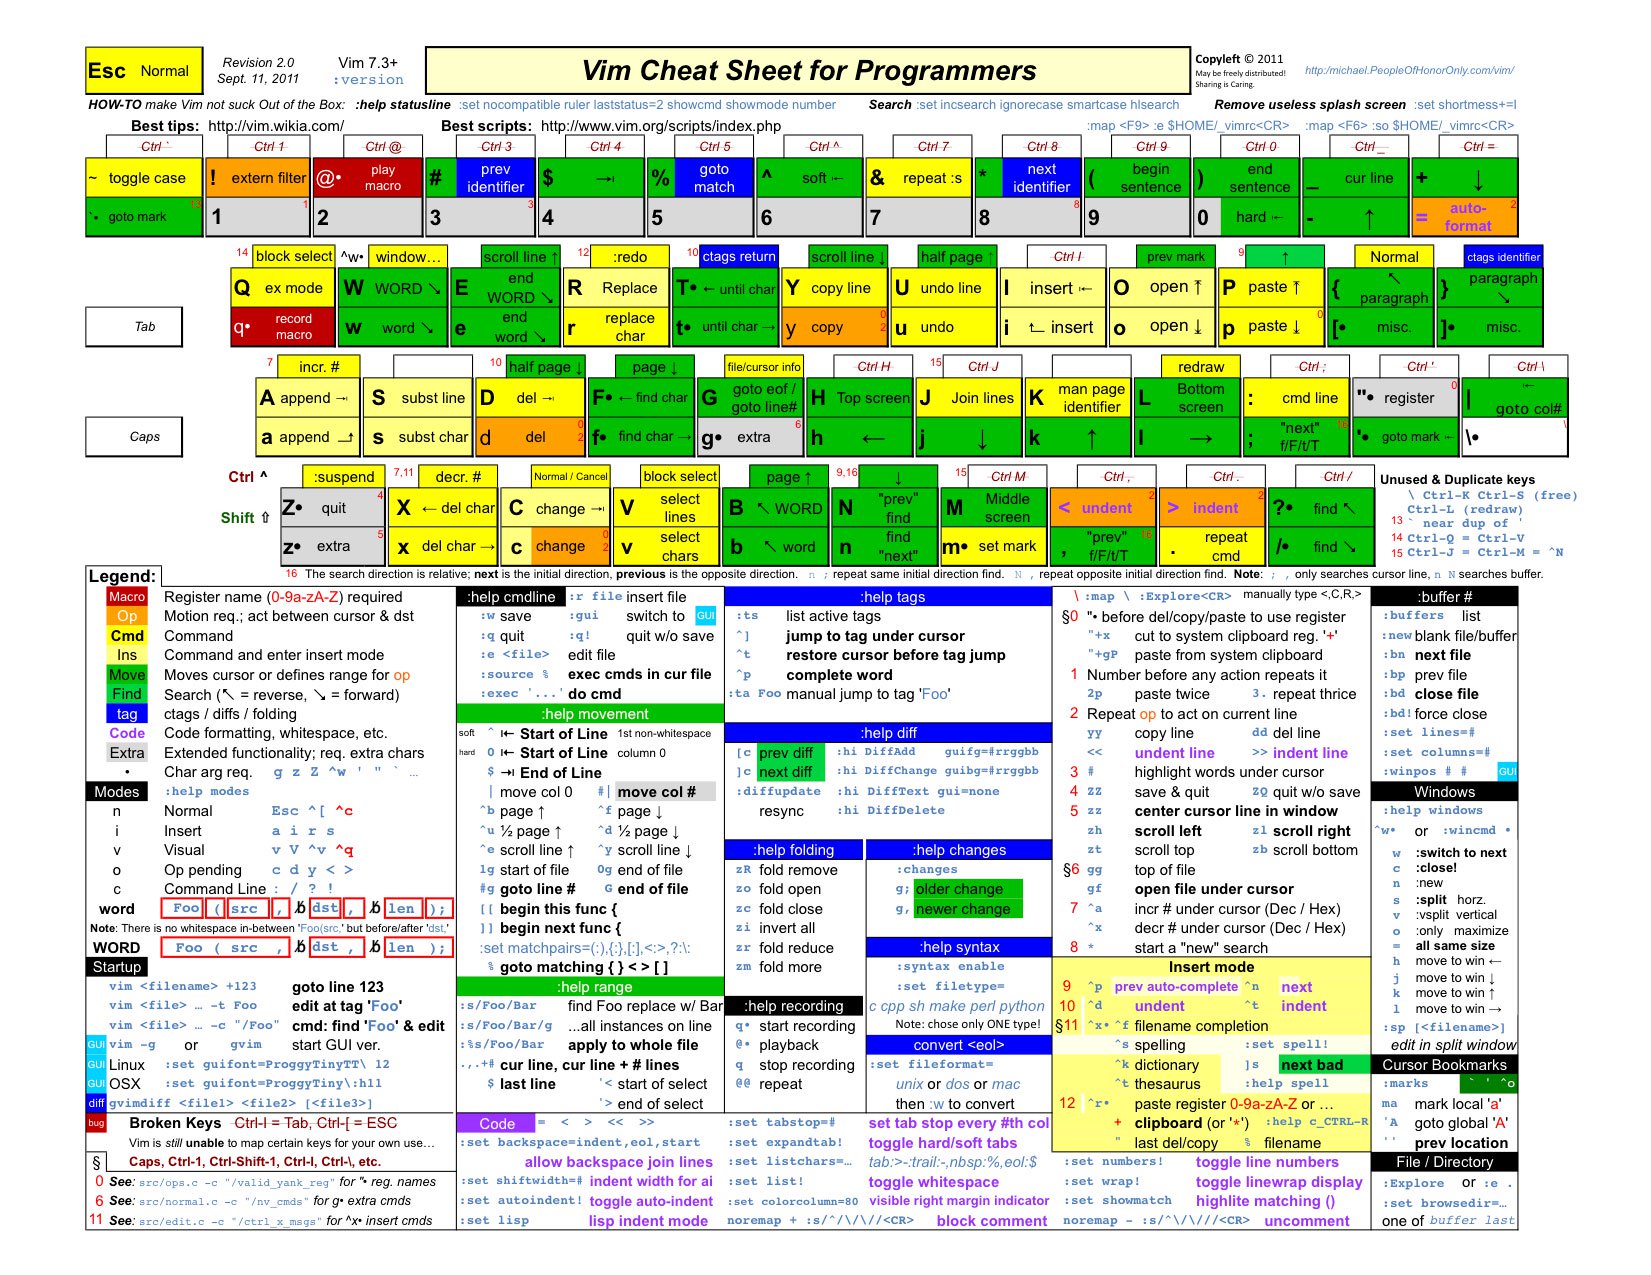 Esc Normal
Revision 2.0
Sept. 11, 2011
Vim 7.3+
:version
Vim Cheat Sheet for Programmers
Copyleft © 2011
May be freely distributed!
Sharing is Caring.
http:/michael.PeopleOfHonorOnly.com/vim/
HOW-TO make Vim not suck Out of the Box: :help statusline :set nocompatible ruler laststatus=2 showcmd showmode number Search :set incsearch ignorecase smartcase hlsearch Remove useless splash screen :set shortmess+=I
Best tips: http://vim.wikia.com/ Best scripts: http://www.vim.org/scripts/index.php :map <F9> :e $HOME/_vimrc<CR> :map <F6> :so $HOME/_vimrc<CR>
Ctrl ` Ctrl 1 Ctrl @ Ctrl 3 Ctrl 4 Ctrl 5 Ctrl ^ Ctrl 7 Ctrl 8 Ctrl 9 Ctrl 0 Ctrl _ Ctrl =
~ toggle case ! extern filter @• play macro # prev identifier $ →| % goto match ^ soft |← & repeat :s * next identifier ( begin sentence ) end sentence _ cur line + ↓
`• goto mark 13 1 1 2 3 3 4 5 6 7 8 8 9 0 hard |← - ↑ = auto-format 2
14 block select ^w• window... scroll line ↑ 12 :redo 10 ctags return scroll line ↓ half page ↑ Ctrl I prev mark 9 ↑ Normal ctags identifier
Q ex mode W WORD ↘ E end WORD ↘ R Replace T• ← until char Y copy line U undo line I insert |← O open ↑ P paste ↑ { ↖ paragraph } paragraph ↘
Tab q• record macro w word ↘ e end word ↘ r replace char t• until char → y copy 0 2 u undo i insert o open ↓ p paste ↓ 0 [• misc. ]• misc.
7 incr. # 10 half page ↓ page ↓ file/cursor info Ctrl H 15 Ctrl J redraw Ctrl ; Ctrl ' Ctrl \
A append →| S subst line D del →| F• ← find char G goto eof / goto line# H Top screen J Join lines K man page identifier L Bottom screen : cmd line "• register 0 | |← goto col#
Caps a append s subst char d del 0 2 f• find char → g• extra 6 h ← j ↓ k ↑ l → ; "next" f/F/t/T 16 '• goto mark |← \• \
Ctrl ^ :suspend 7,11 decr. # Normal / Cancel block select page ↑ 9,16 ↓ 15 Ctrl M Ctrl , Ctrl . Ctrl / Unused & Duplicate keys
\ Ctrl-K Ctrl-S (free)
Ctrl-L (redraw)
13 ` near dup of '
14 Ctrl-Q = Ctrl-V
15 Ctrl-J = Ctrl-M = ^N
Shift ⇧ Z• quit 4 X ← del char C change →| V select lines B ↖ WORD N "prev" find M Middle screen < undent 2 > indent 2 ?• find ↖
z• extra 5 x del char → c change 0 2 v select chars b ↖ word n find "next" m• set mark , "prev" f/F/t/T 16 . repeat cmd /• find ↘
16 The search direction is relative; next is the initial direction, previous is the opposite direction. n ; repeat same initial direction find. N , repeat opposite initial direction find. Note: ; , only searches cursor line, n N searches buffer.
Legend:
Macro Register name (0-9a-zA-Z) required
Op Motion req.; act between cursor & dst
Cmd Command
Ins Command and enter insert mode
Move Moves cursor or defines range for op
Find Search (↖ = reverse, ↘ = forward)
tag ctags / diffs / folding
Code Code formatting, whitespace, etc.
Extra Extended functionality; req. extra chars
• Char arg req. g z Z ^w ' " ` …
Modes :help modes
n Normal Esc ^[ ^c
i Insert a i r s
v Visual v V ^v ^q
o Op pending c d y < >
c Command Line : / ? !
word Foo ( src , ␢ dst , ␢ len );
Note: There is no whitespace in-between 'Foo(src,' but before/after 'dst,'
WORD Foo ( src , ␢ dst , ␢ len );
Startup
vim <filename> +123 goto line 123
vim <file> … -t Foo edit at tag 'Foo'
vim <file> … -c "/Foo" cmd: find 'Foo' & edit
GUI vim -g or gvim start GUI ver.
GUI Linux :set guifont=ProggyTinyTT\ 12
GUI OSX :set guifont=ProggyTiny\:h11
diff gvimdiff <file1> <file2> [<file3>]
bug Broken Keys Ctrl-I = Tab, Ctrl-[ = ESC
Vim is still unable to map certain keys for your own use…
§ Caps, Ctrl-1, Ctrl-Shift-1, Ctrl-I, Ctrl-\, etc.
0 See: src/ops.c -c "/valid_yank_reg" for "• reg. names
6 See: src/normal.c -c "/nv_cmds" for g• extra cmds
11 See: src/edit.c -c "/ctrl_x_msgs" for ^x• insert cmds
:help cmdline :r file insert file
:w save :gui switch to GUI
:q quit :q! quit w/o save
:e <file> edit file
:source % exec cmds in cur file
:exec '...' do cmd
:help movement
soft ^ |← Start of Line 1st non-whitespace
hard 0 |← Start of Line column 0
$ →| End of Line
| move col 0 #| move col #
^b page ↑ ^f page ↓
^u ½ page ↑ ^d ½ page ↓
^e scroll line ↑ ^y scroll line ↓
1g start of file 0g end of file
#g goto line # G end of file
[[ begin this func {
]] begin next func {
:set matchpairs=(:),{:},[:],<:>,?:\:
% goto matching { } < > [ ]
:help range
:s/Foo/Bar find Foo replace w/ Bar
:s/Foo/Bar/g ...all instances on line
:%s/Foo/Bar apply to whole file
.,.+# cur line, cur line + # lines
$ last line '< start of select
'> end of select
Code = < > << >>
:set backspace=indent,eol,start
allow backspace join lines
:set shiftwidth=# indent width for ai
:set autoindent! toggle auto-indent
:set lisp lisp indent mode
:help tags
:ts list active tags
^] jump to tag under cursor
^t restore cursor before tag jump
^p complete word
:ta Foo manual jump to tag 'Foo'
:help diff
[c prev diff :hi DiffAdd guifg=#rrggbb
]c next diff :hi DiffChange guibg=#rrggbb
:diffupdate :hi DiffText gui=none
resync :hi DiffDelete
:help folding
zR fold remove
zo fold open
zc fold close
zi invert all
zr fold reduce
zm fold more
:help recording
q• start recording
@• playback
q stop recording
@@ repeat
:help changes
:changes
g; older change
g, newer change
:help syntax
:syntax enable
:set filetype=
c cpp sh make perl python
Note: chose only ONE type!
convert <eol>
:set fileformat=
unix or dos or mac
then :w to convert
:set tabstop=# set tab stop every #th col
:set expandtab! toggle hard/soft tabs
:set listchars=… tab:>-:trail:-,nbsp:%,eol:$
:set list! toggle whitespace
:set colorcolumn=80 visible right margin indicator
noremap + :s/^/\/\//<CR> block comment
\ :map \ :Explore<CR> manually type <,C,R,>
§0 "• before del/copy/paste to use register
"+x cut to system clipboard reg. '+'
"+gP paste from system clipboard
1 Number before any action repeats it
2p paste twice 3. repeat thrice
2 Repeat op to act on current line
yy copy line dd del line
<< undent line >> indent line
3 # highlight words under cursor
4 ZZ save & quit ZQ quit w/o save
5 zz center cursor line in window
zh scroll left zl scroll right
zt scroll top zb scroll bottom
§6 gg top of file
gf open file under cursor
7 ^a incr # under cursor (Dec / Hex)
^x decr # under cursor (Dec / Hex)
8 * start a "new" search
Insert mode
9 ^p prev auto-complete ^n next
10 ^d undent ^t indent
§11 ^x• ^f filename completion
^s spelling :set spell!
^k dictionary ]s next bad
^t thesaurus :help spell
12 ^r• paste register 0-9a-zA-Z or …
+ clipboard (or '*') :help c_CTRL-R
" last del/copy % filename
:set numbers! toggle line numbers
:set wrap! toggle linewrap display
:set showmatch highlite matching ()
noremap - :s/^\/\///<CR> uncomment
:buffer #
:buffers list
:new blank file/buffer
:bn next file
:bp prev file
:bd close file
:bd! force close
:set lines=#
:set columns=#
:winpos # # GUI
Windows
:help windows
^w• or :wincmd •
w :switch to next
c :close!
n :new
s :split horz.
v :vsplit vertical
o :only maximize
= all same size
h move to win ←
j move to win ↓
k move to win ↑
l move to win →
:sp [<filename>]
edit in split window
Cursor Bookmarks
:marks ` ' ^o
ma mark local 'a'
'A goto global 'A'
'' prev location
File / Directory
:Explore or :e .
:set browsedir=…
one of buffer last